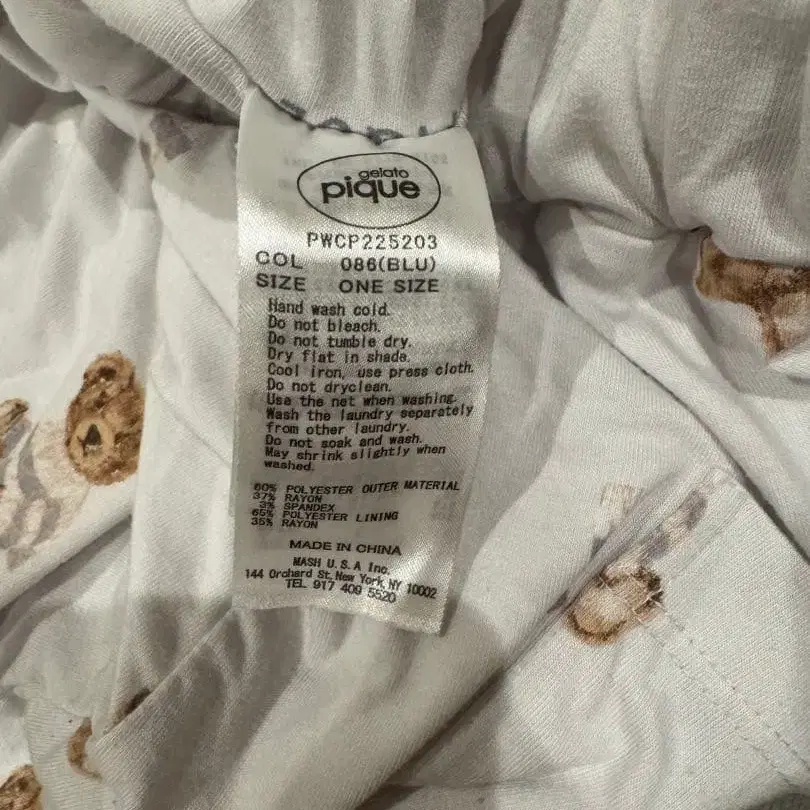 gelato
pique
PWCP225203
COL 086(BLU)
SIZE ONE SIZE
Hand wash cold.
Do not bleach.
Do not tumble dry.
Dry flat in shade.
Cool iron, use press cloth.
Do not dryclean.
Use the net when washing.
Wash the laundry separately
from other laundry.
Do not soak and wash.
May shrink slightly when
washed.
60% POLYESTER OUTER MATERIAL
37% RAYON
3% SPANDEX
65% POLYESTER LINING
35% RAYON
MADE IN CHINA
MASH U.S.A Inc.
144 Orchard St, New York, NY 10002
TEL 917 409 5520